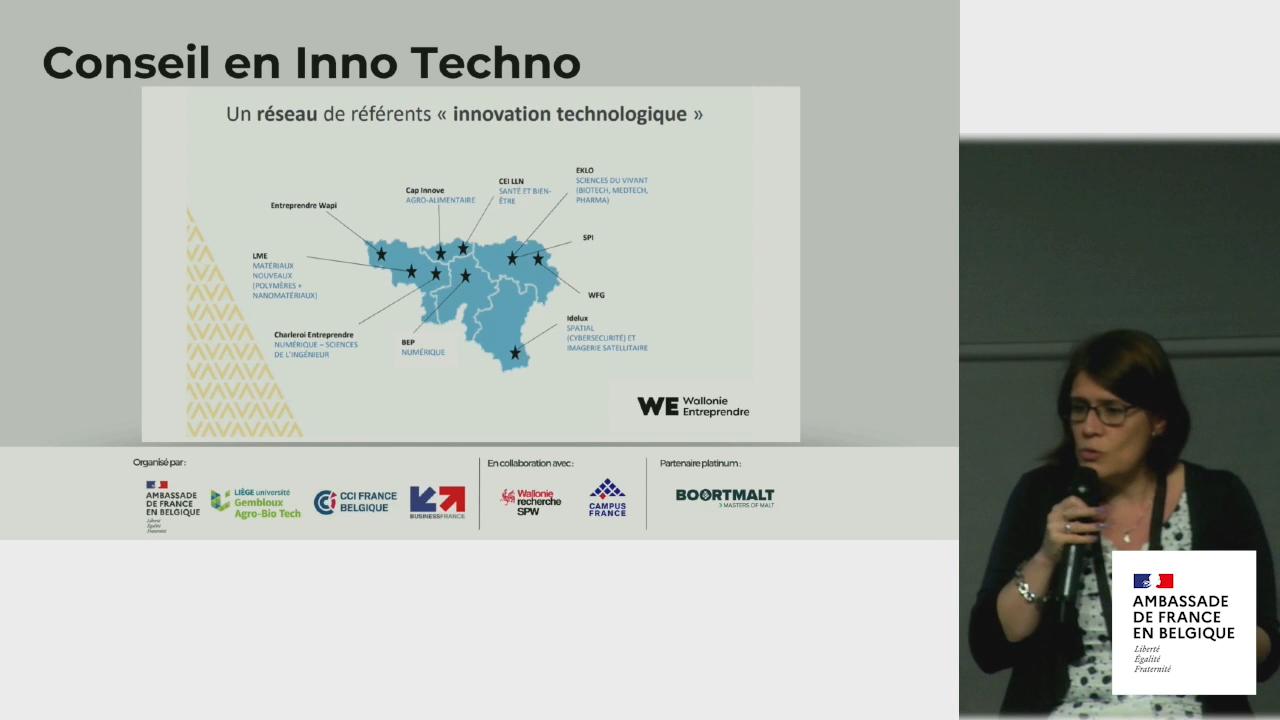 Conseil en Inno Techno
Un réseau de référents « innovation technologique »
EKLO
SCIENCES DU VIVANT
(BIOTECH, MEDTECH,
PHARMA)
CEI LLN
SANTÉ ET BIEN-
ÊTRE
Cap Innove
AGRO-ALIMENTAIRE
Entreprendre Wapi
SPI
LME
MATÉRIAUX
NOUVEAUX
(POLYMÈRES +
NANOMATÉRIAUX)
WFG
Idelux
SPATIAL
(CYBERSECURITÉ) ET
IMAGERIE SATELLITAIRE
Charleroi Entreprendre
NUMÉRIQUE – SCIENCES
DE L'INGÉNIEUR
BEP
NUMÉRIQUE
WE Wallonie
Entreprendre
Organisé par :
En collaboration avec :
Partenaire platinum :
AMBASSADE
DE FRANCE
EN BELGIQUE
Liberté
Égalité
Fraternité
LIÈGE université
Gembloux
Agro-Bio Tech
CCI FRANCE
BELGIQUE
BUSINESSFRANCE
Wallonie
recherche
SPW
CAMPUS
FRANCE
BOORTMALT
MASTERS OF MALT
AMBASSADE
DE FRANCE
EN BELGIQUE
Liberté
Égalité
Fraternité